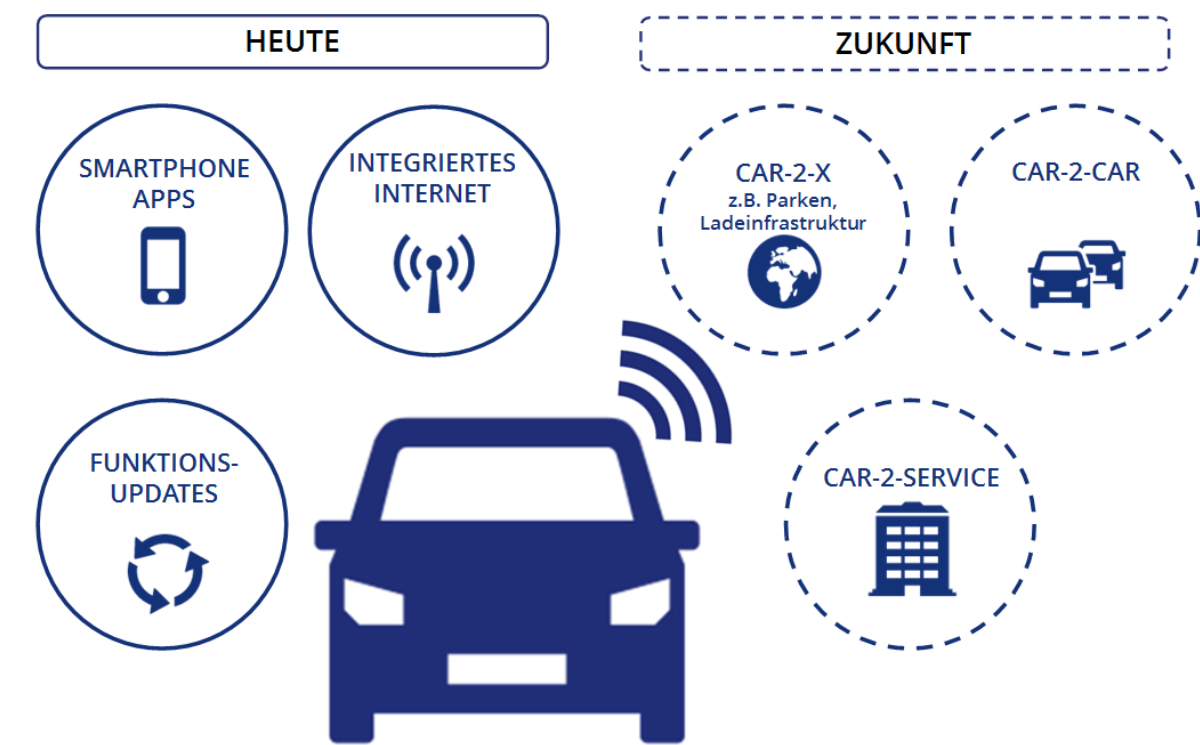 HEUTE
ZUKUNFT
SMARTPHONE
APPS
INTEGRIERTES
INTERNET
CAR-2-X
z.B. Parken,
Ladeinfrastruktur
CAR-2-CAR
FUNKTIONS-
UPDATES
CAR-2-SERVICE